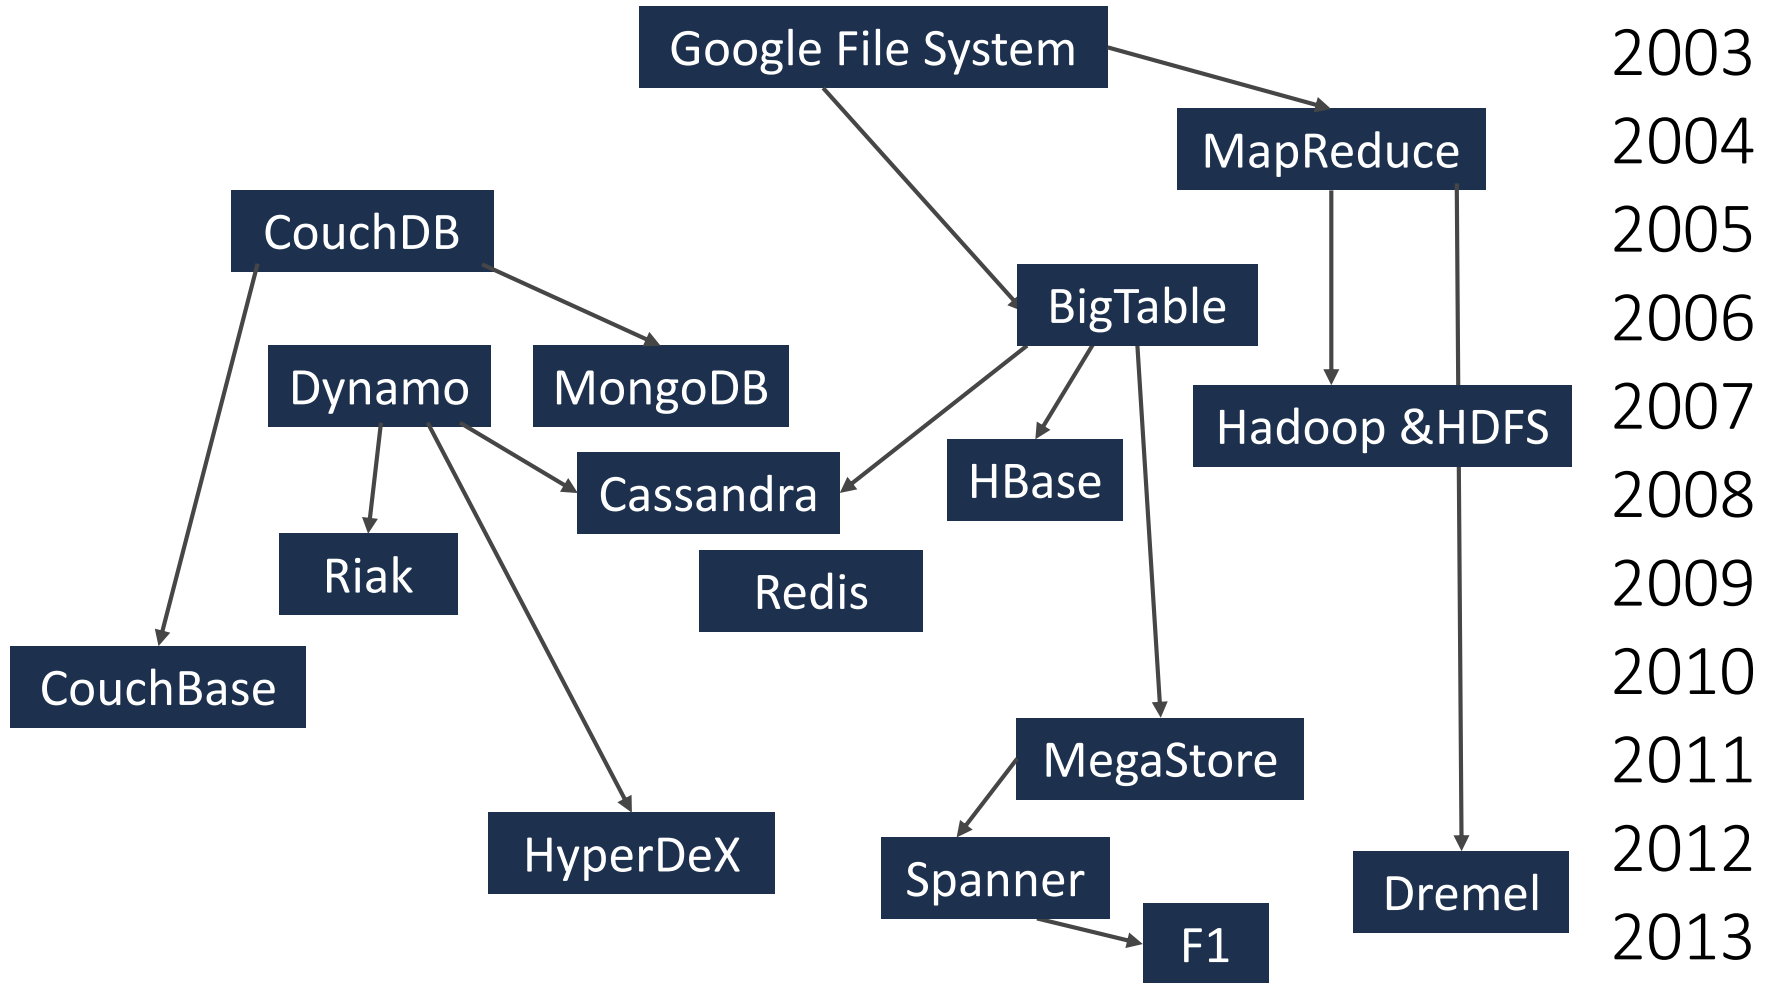 Google File System
2003
MapReduce
2004
CouchDB
2005
BigTable
2006
Dynamo
MongoDB
2007
Hadoop &HDFS
Cassandra
HBase
2008
Riak
Redis
2009
CouchBase
2010
MegaStore
2011
HyperDeX
2012
Spanner
Dremel
F1
2013